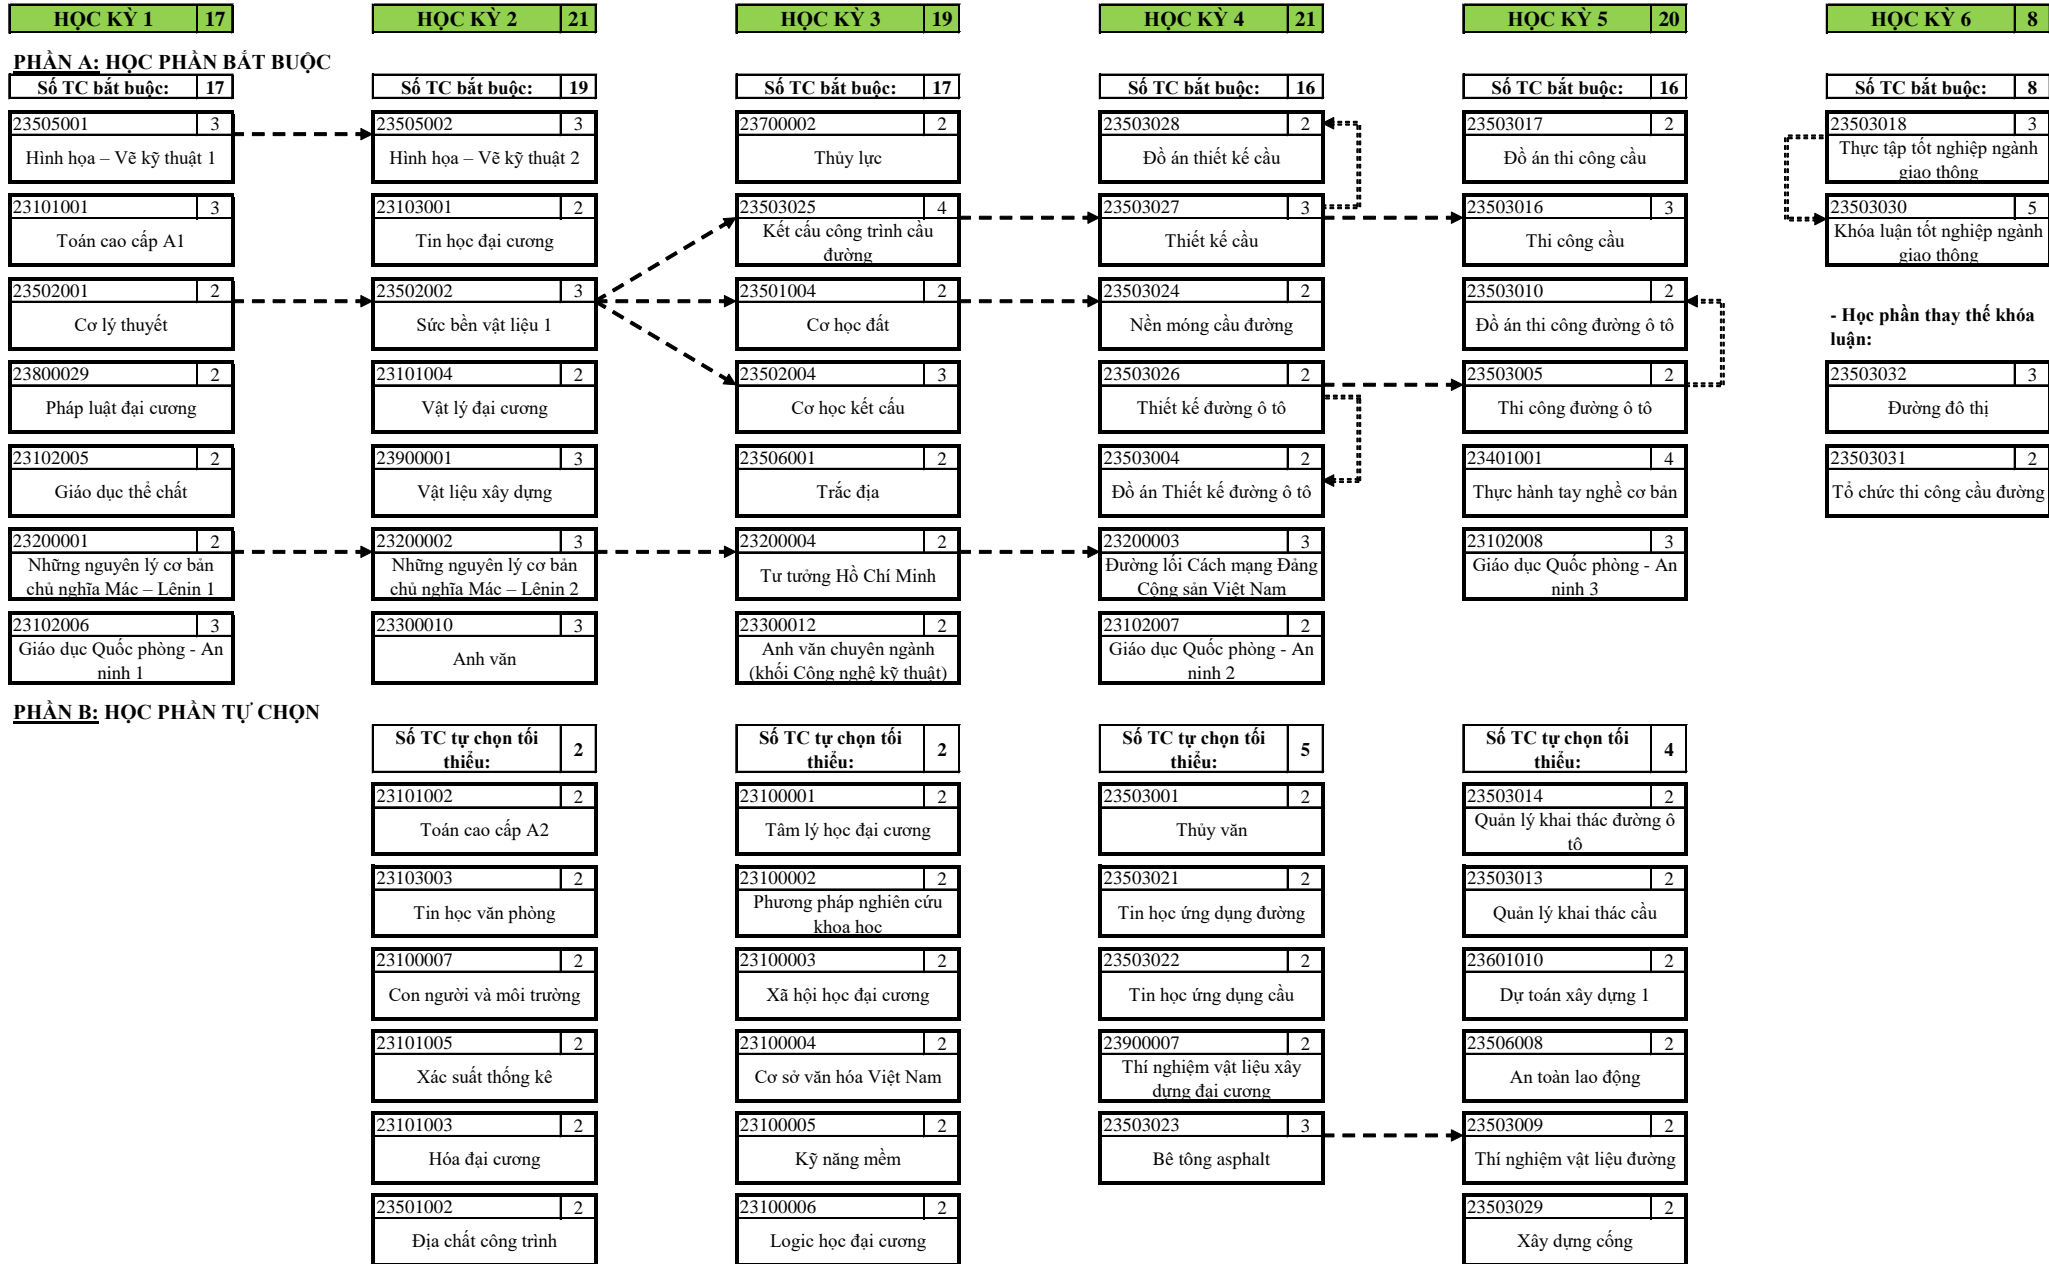 HỌC KỲ 1 17
HỌC KỲ 2 21
HỌC KỲ 3 19
HỌC KỲ 4 21
HỌC KỲ 5 20
HỌC KỲ 6 8
PHẦN A: HỌC PHẦN BẮT BUỘC
Số TC bắt buộc: 17
Số TC bắt buộc: 19
Số TC bắt buộc: 17
Số TC bắt buộc: 16
Số TC bắt buộc: 16
Số TC bắt buộc: 8
23505001 3
Hình họa – Vẽ kỹ thuật 1
23505002 3
Hình họa – Vẽ kỹ thuật 2
23700002 2
Thủy lực
23503028 2
Đồ án thiết kế cầu
23503017 2
Đồ án thi công cầu
23503018 3
Thực tập tốt nghiệp ngành
giao thông
23101001 3
Toán cao cấp A1
23103001 2
Tin học đại cương
23503025 4
Kết cấu công trình cầu
đường
23503027 3
Thiết kế cầu
23503016 3
Thi công cầu
23503030 5
Khóa luận tốt nghiệp ngành
giao thông
23502001 2
Cơ lý thuyết
23502002 3
Sức bền vật liệu 1
23501004 2
Cơ học đất
23503024 2
Nền móng cầu đường
23503010 2
Đồ án thi công đường ô tô
- Học phần thay thế khóa
luận:
23800029 2
Pháp luật đại cương
23101004 2
Vật lý đại cương
23502004 3
Cơ học kết cấu
23503026 2
Thiết kế đường ô tô
23503005 2
Thi công đường ô tô
23503032 3
Đường đô thị
23102005 2
Giáo dục thể chất
23900001 3
Vật liệu xây dựng
23506001 2
Trắc địa
23503004 2
Đồ án Thiết kế đường ô tô
23401001 4
Thực hành tay nghề cơ bản
23503031 2
Tổ chức thi công cầu đường
23200001 2
Những nguyên lý cơ bản
chủ nghĩa Mác – Lênin 1
23200002 3
Những nguyên lý cơ bản
chủ nghĩa Mác – Lênin 2
23200004 2
Tư tưởng Hồ Chí Minh
23200003 3
Đường lối Cách mạng Đảng
Cộng sản Việt Nam
23102008 3
Giáo dục Quốc phòng - An
ninh 3
23102006 3
Giáo dục Quốc phòng - An
ninh 1
23300010 3
Anh văn
23300012 2
Anh văn chuyên ngành
(khối Công nghệ kỹ thuật)
23102007 2
Giáo dục Quốc phòng - An
ninh 2
PHẦN B: HỌC PHẦN TỰ CHỌN
Số TC tự chọn tối
thiểu: 2
Số TC tự chọn tối
thiểu: 2
Số TC tự chọn tối
thiểu: 5
Số TC tự chọn tối
thiểu: 4
23101002 2
Toán cao cấp A2
23100001 2
Tâm lý học đại cương
23503001 2
Thủy văn
23503014 2
Quản lý khai thác đường ô
tô
23103003 2
Tin học văn phòng
23100002 2
Phương pháp nghiên cứu
khoa học
23503021 2
Tin học ứng dụng đường
23503013 2
Quản lý khai thác cầu
23100007 2
Con người và môi trường
23100003 2
Xã hội học đại cương
23503022 2
Tin học ứng dụng cầu
23601010 2
Dự toán xây dựng 1
23101005 2
Xác suất thống kê
23100004 2
Cơ sở văn hóa Việt Nam
23900007 2
Thí nghiệm vật liệu xây
dựng đại cương
23506008 2
An toàn lao động
23101003 2
Hóa đại cương
23100005 2
Kỹ năng mềm
23503023 3
Bê tông asphalt
23503009 2
Thí nghiệm vật liệu đường
23501002 2
Địa chất công trình
23100006 2
Logic học đại cương
23503029 2
Xây dựng cống